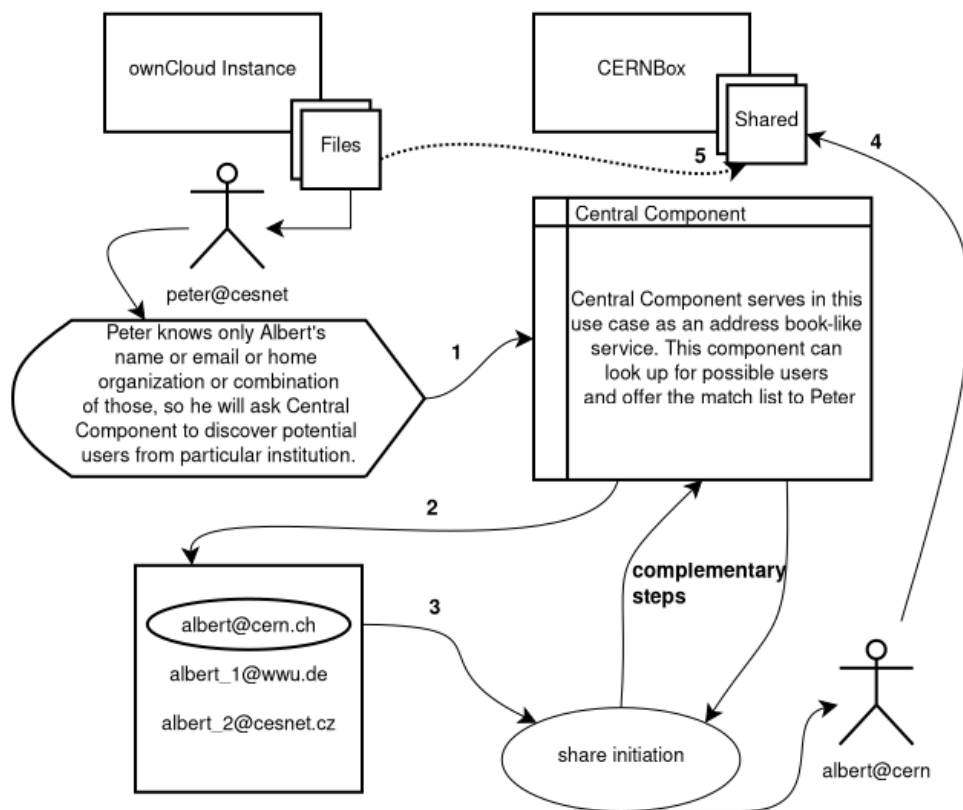 ownCloud Instance
CERNBox
Files
Shared
4
5
peter@cesnet
Central Component
Peter knows only Albert's
name or email or home
organization or combination
of those, so he will ask Central
Component to discover potential
users from particular institution.
1
Central Component serves in this
use case as an address book-like
service. This component can
look up for possible users
and offer the match list to Peter
2
complementary
steps
albert@cern.ch
albert_1@wwu.de
albert_2@cesnet.cz
3
share initiation
albert@cern